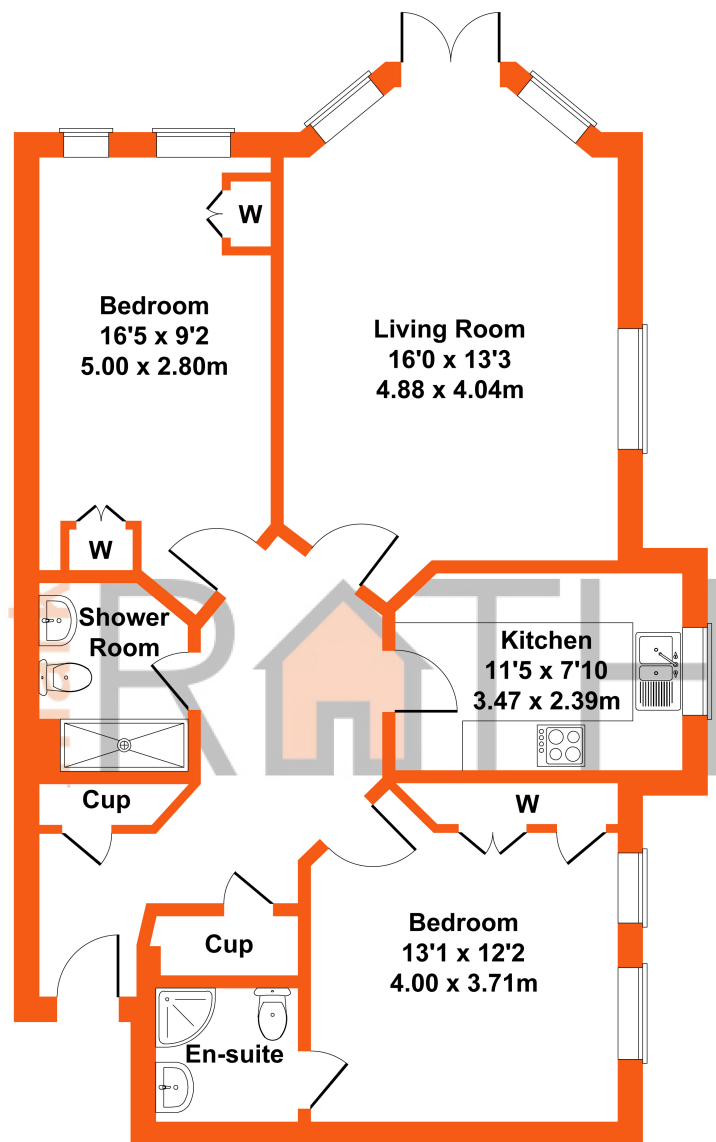 W
Bedroom
16'5 x 9'2
5.00 x 2.80m
Living Room
16'0 x 13'3
4.88 x 4.04m
W
Shower
Room
Kitchen
11'5 x 7'10
3.47 x 2.39m
Cup
W
Bedroom
13'1 x 12'2
4.00 x 3.71m
Cup
En-suite